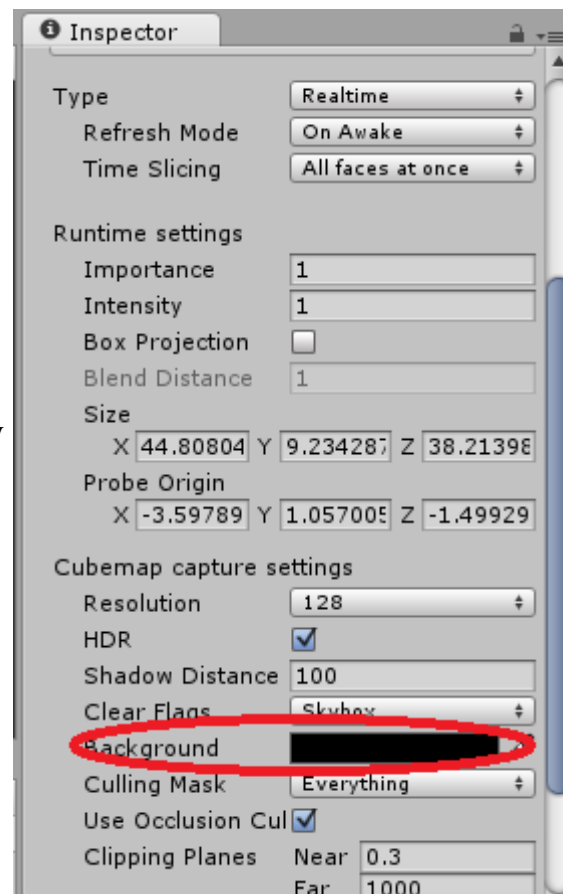 Inspector
Type Realtime
Refresh Mode On Awake
Time Slicing All faces at once
Runtime settings
Importance 1
Intensity 1
Box Projection
Blend Distance 1
Size
X 44.80804 Y 9.234287 Z 38.21398
Probe Origin
X -3.59789 Y 1.057005 Z -1.49929
Cubemap capture settings
Resolution 128
HDR
Shadow Distance 100
Clear Flags Skybox
Background
Culling Mask Everything
Use Occlusion Cul
Clipping Planes Near 0.3
Far 1000